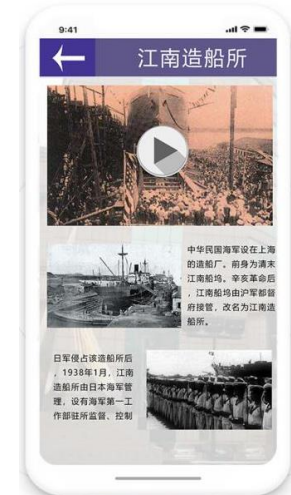 9:41
江南造船所
中华民国海军设在上海
的造船厂。前身为清末
江南船坞。辛亥革命后
，江南船坞由沪军都督
府接管，改名为江南造
船所。
日军侵占该造船所后
，1938年1月，江南
造船所由日本海军管
理，设有海军第一工
作部驻所监督、控制